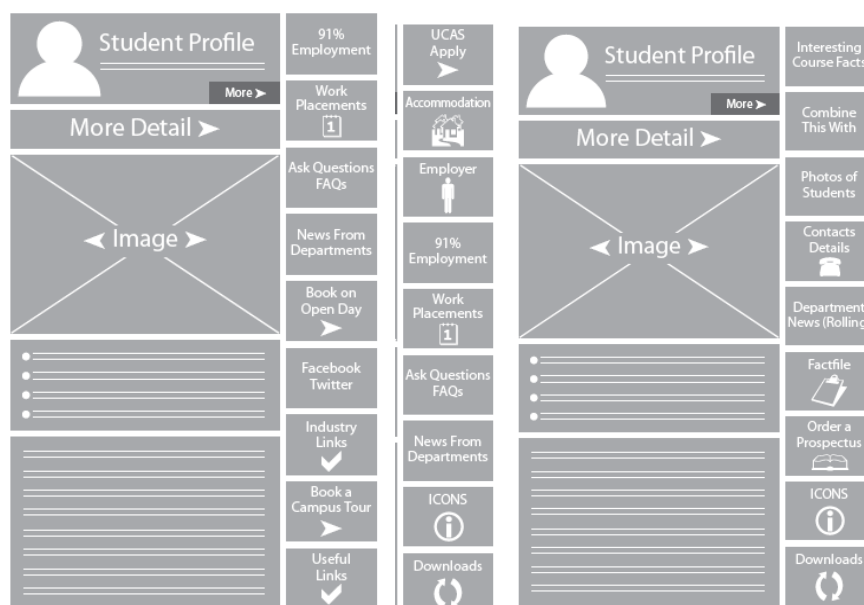 Student Profile
More
More Detail
Image
91%
Employment
Work
Placements
1
Ask Questions
FAQs
News From
Departments
Book on
Open Day
Facebook
Twitter
Industry
Links
Book a
Campus Tour
Useful
Links
UCAS
Apply
Accommodation
Employer
91%
Employment
Work
Placements
1
Ask Questions
FAQs
News From
Departments
ICONS
i
Downloads
Student Profile
More
More Detail
Image
Interesting
Course Facts
Combine
This With
Photos of
Students
Contacts
Details
Department
News (Rolling
Factfile
Order a
Prospectus
ICONS
i
Downloads